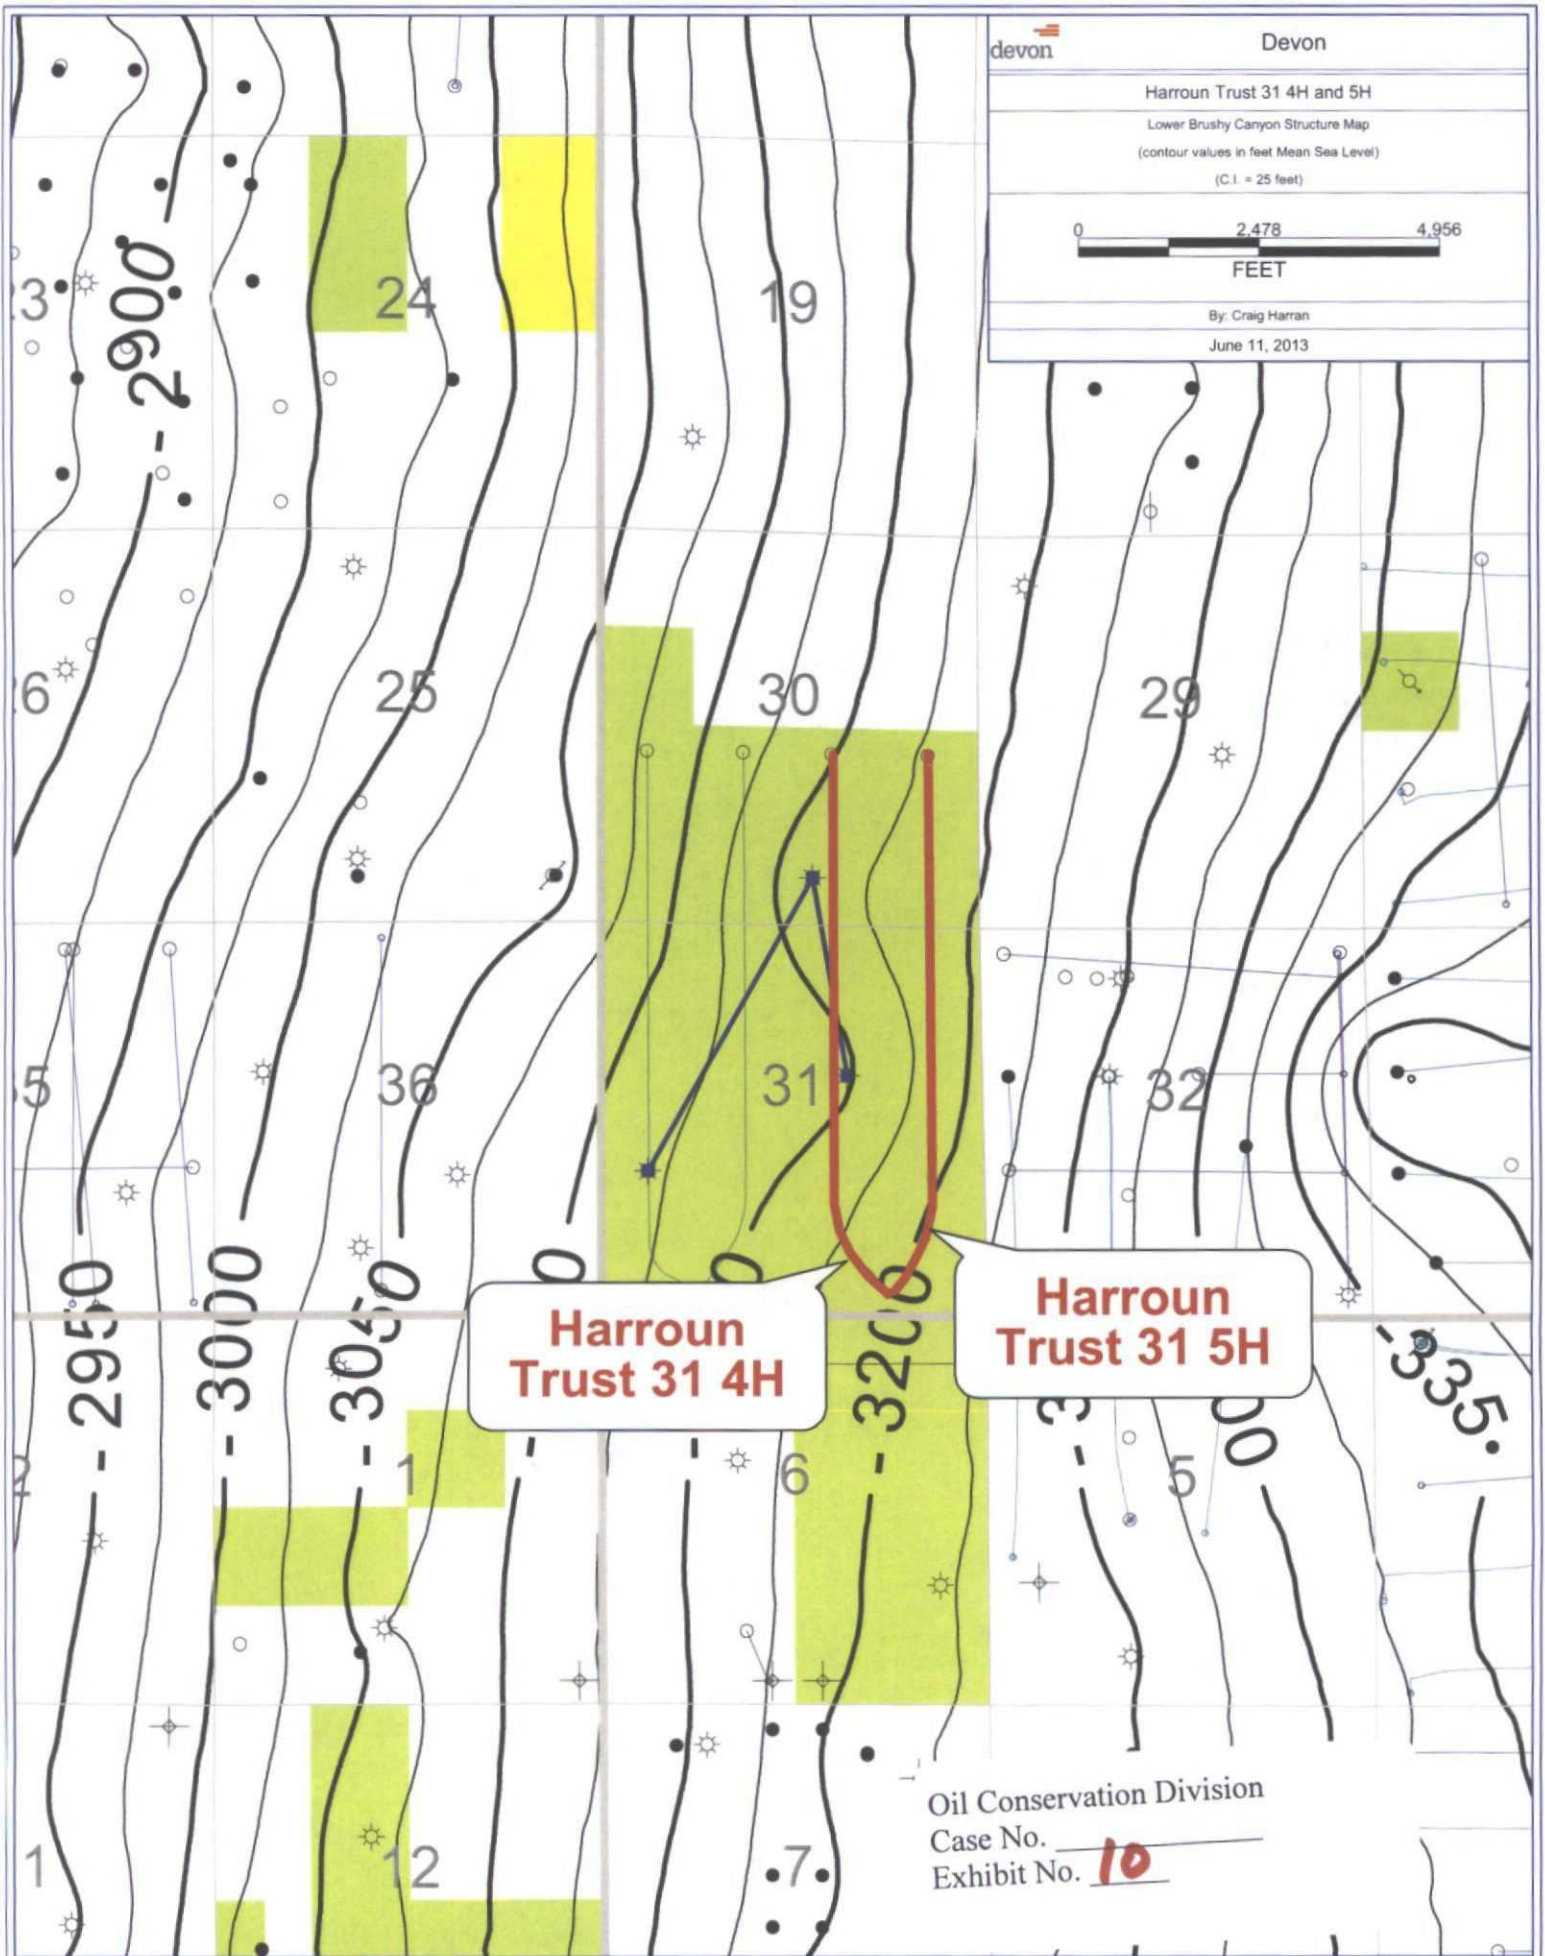 devon
Devon
Harroun Trust 31 4H and 5H
Lower Brushy Canyon Structure Map
(contour values in feet Mean Sea Level)
(C.I. = 25 feet)
0 2,478 4,956
FEET
By: Craig Harran
June 11, 2013
-2900
24
19
25
30
29
36
31
32
-2950
-3000
-3050
-3200
-335
Harroun
Trust 31 4H
Harroun
Trust 31 5H
1
6
5
1
12
7
Oil Conservation Division
Case No.
Exhibit No. 10